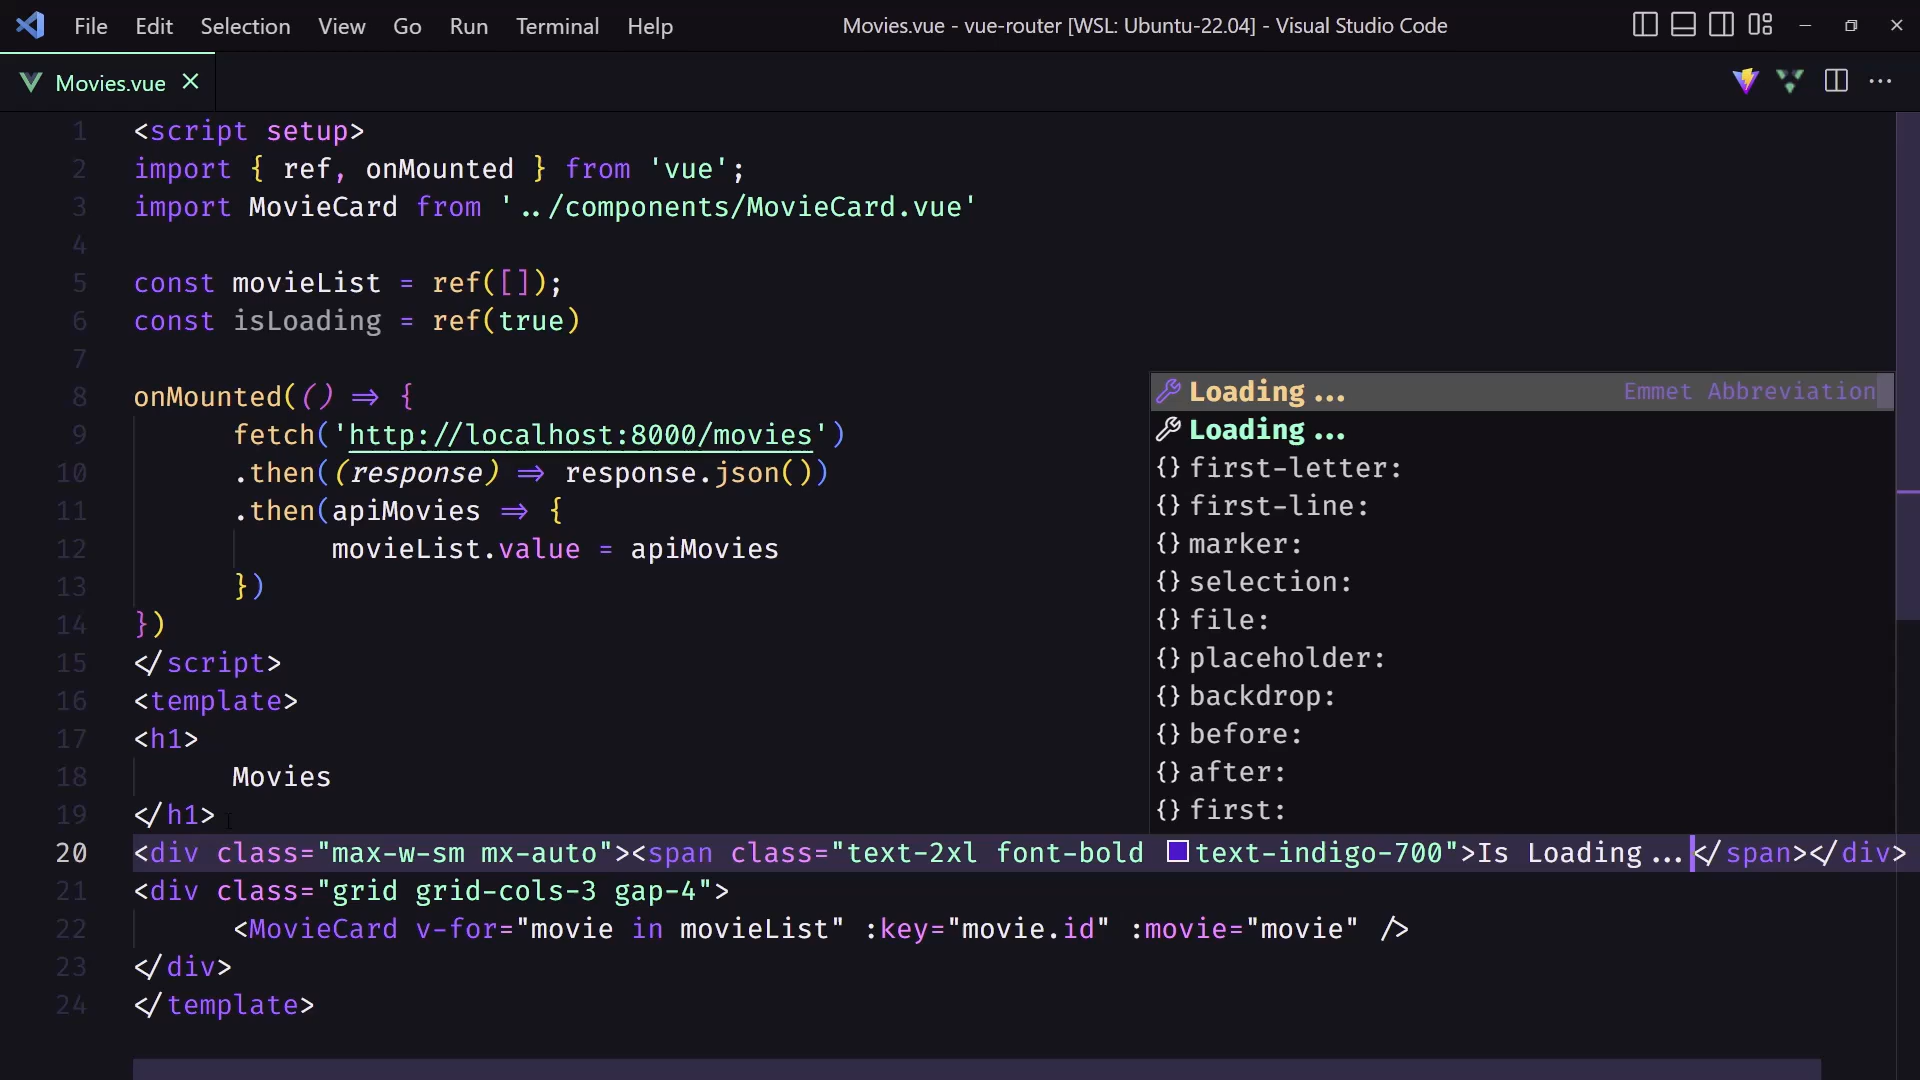 File Edit Selection View Go Run Terminal Help Movies.vue - vue-router [WSL: Ubuntu-22.04] - Visual Studio Code
Movies.vue
1 <script setup>
2 import { ref, onMounted } from 'vue';
3 import MovieCard from '../components/MovieCard.vue'
4
5 const movieList = ref([]);
6 const isLoading = ref(true)
7
8 onMounted(() => {
9 fetch('http://localhost:8000/movies')
10 .then((response) => response.json())
11 .then(apiMovies => {
12 movieList.value = apiMovies
13 })
14 })
15 </script>
16 <template>
17 <h1>
18 Movies
19 </h1>
20 <div class="max-w-sm mx-auto"><span class="text-2xl font-bold text-indigo-700">Is Loading...</span></div>
21 <div class="grid grid-cols-3 gap-4">
22 <MovieCard v-for="movie in movieList" :key="movie.id" :movie="movie" />
23 </div>
24 </template>
Loading... Emmet Abbreviation
Loading...
{} first-letter:
{} first-line:
{} marker:
{} selection:
{} file:
{} placeholder:
{} backdrop:
{} before:
{} after:
{} first: